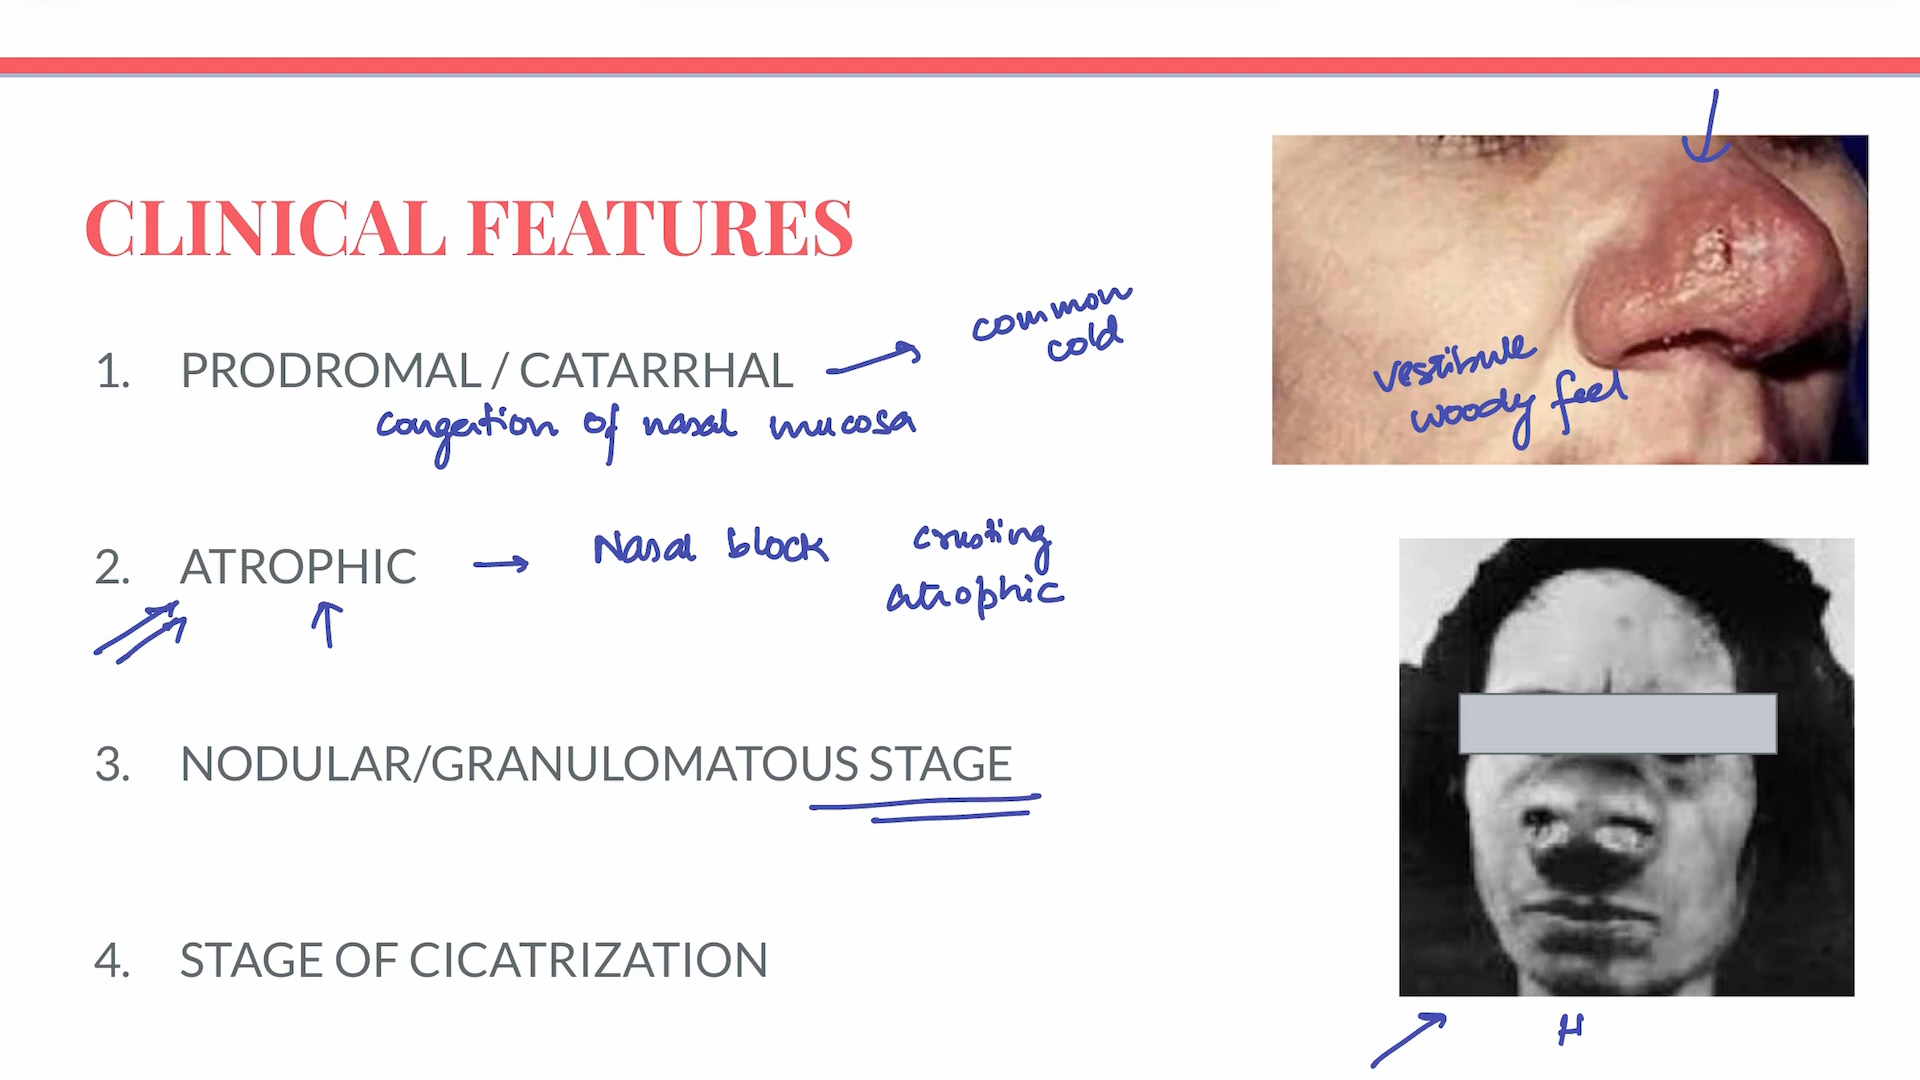 CLINICAL FEATURES
1. PRODROMAL / CATARRHAL
common
cold
congestion of nasal mucosa
2. ATROPHIC
Nasal block crusting
atrophic
3. NODULAR/GRANULOMATOUS STAGE
4. STAGE OF CICATRIZATION
vestibule
woody feel
H